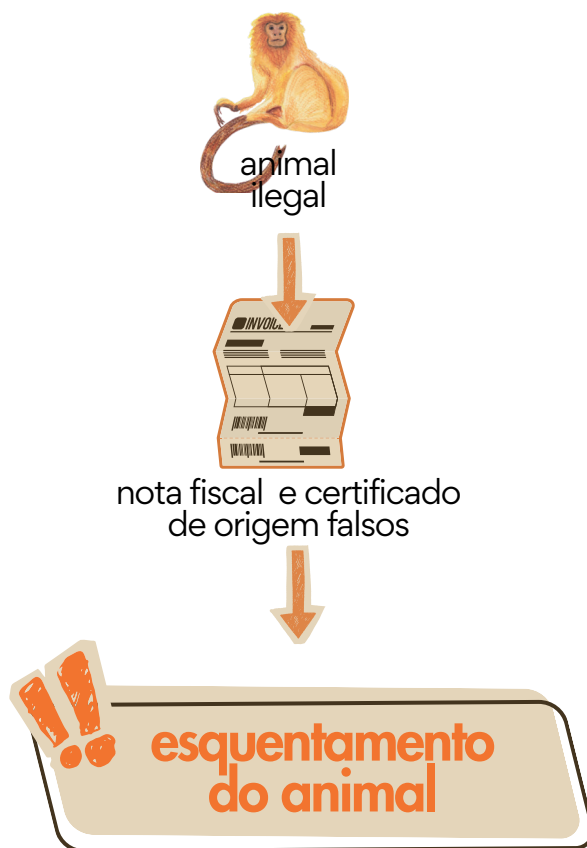 animal
ilegal
INVOICE
nota fiscal e certificado
de origem falsos
esquentamento
do animal